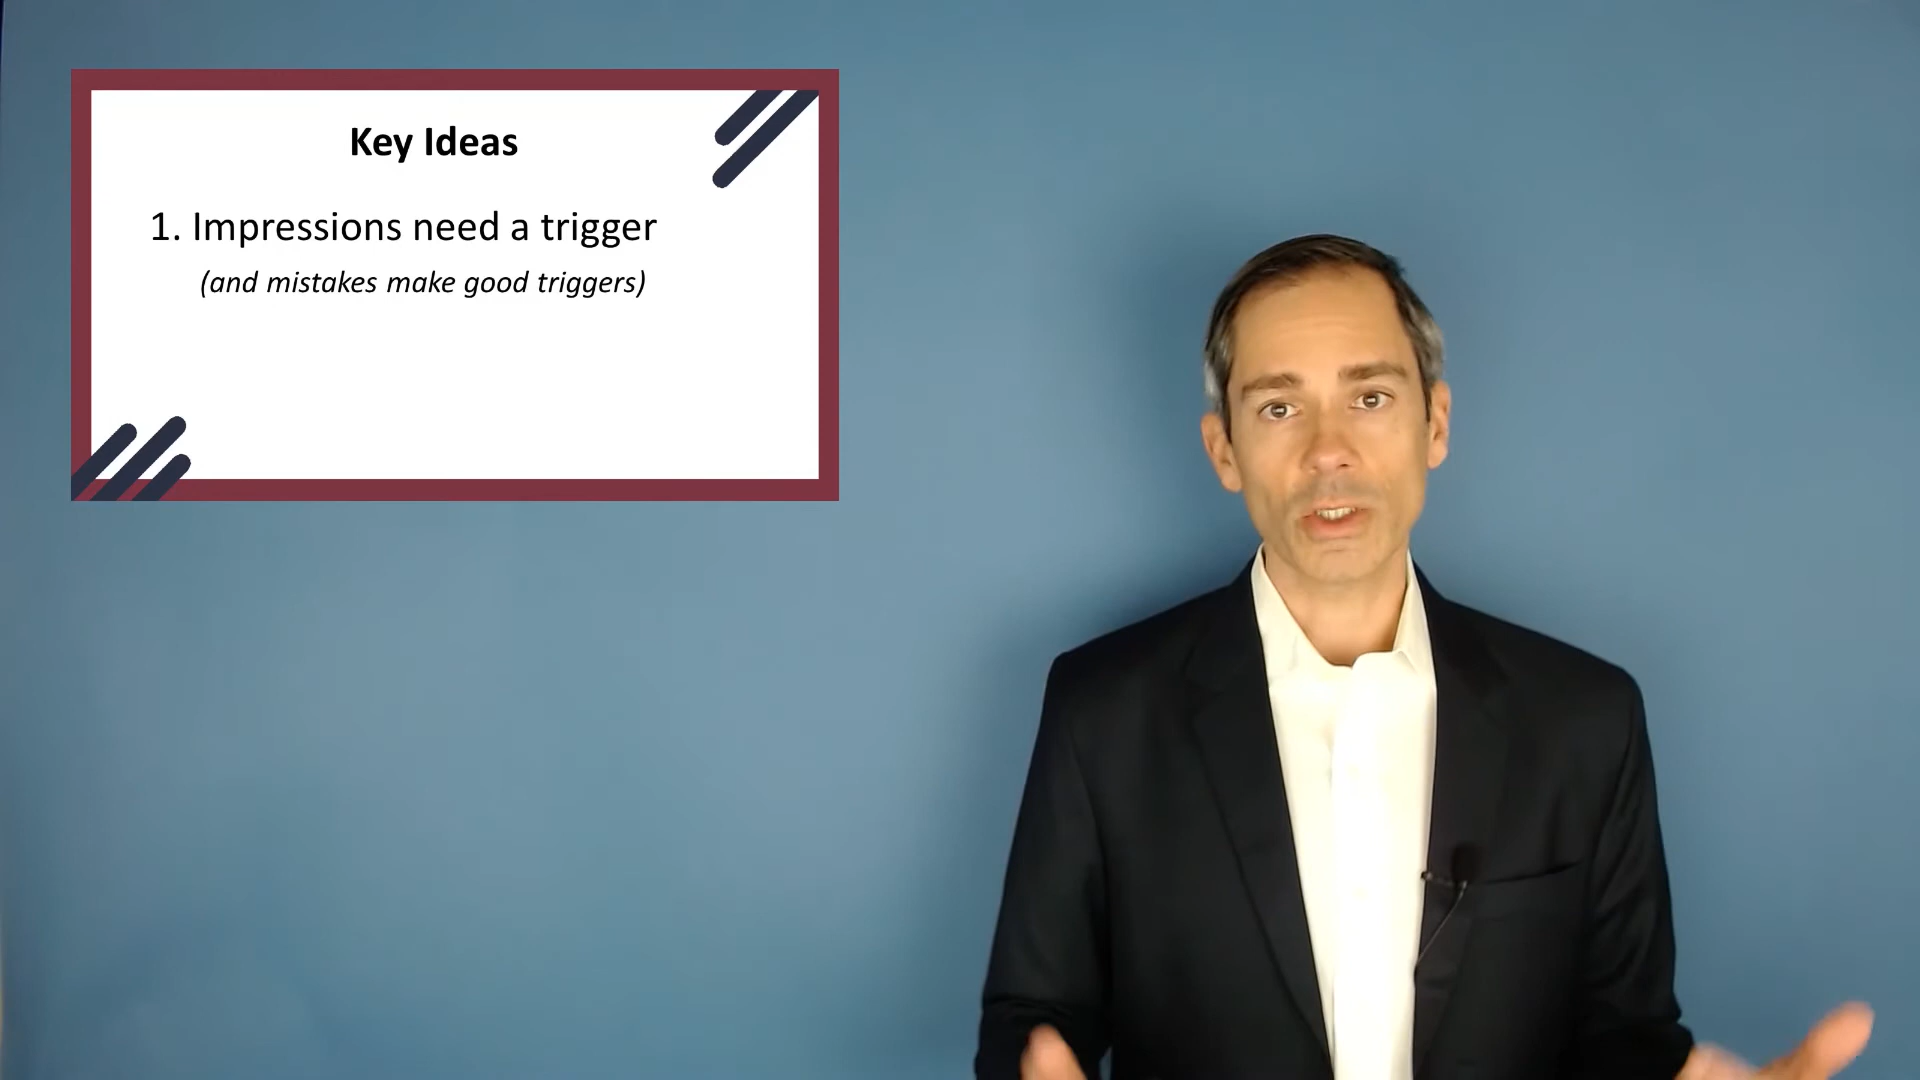 Key Ideas
1. Impressions need a trigger
(and mistakes make good triggers)